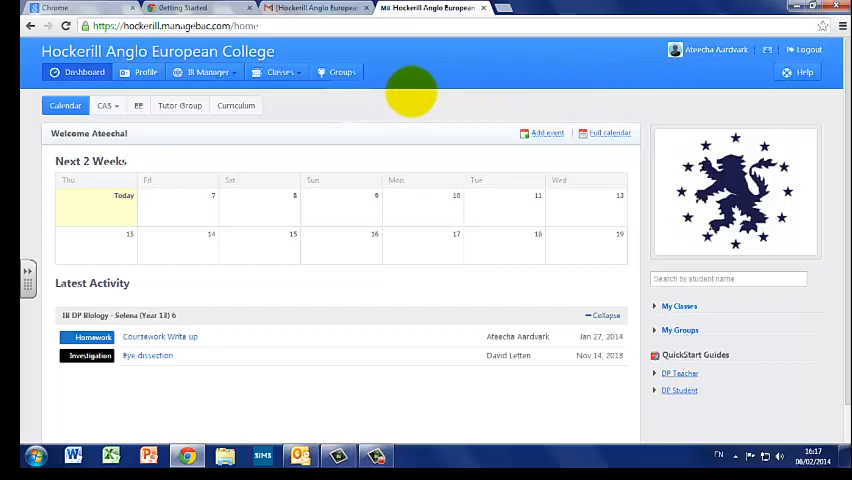 Chrome
Getting Started
[Hockerill Anglo European
MB Hockerill Anglo European
https://hockerill.managebac.com/home
Hockerill Anglo European College
Ateecha Aardvark
Logout
Dashboard
Profile
IB Manager
Classes
Groups
Help
Calendar
CAS
EE
Tutor Group
Curriculum
Welcome Ateecha!
Add event
Full calendar
Next 2 Weeks
Thu Fri Sat Sun Mon Tue Wed
Today 7 8 9 10 11 12
13 14 15 16 17 18 19
Search by student name
Latest Activity
My Classes
IB DP Biology - Selena (Year 13) 6
Collapse
My Groups
Homework Coursework Write up Ateecha Aardvark Jan 27, 2014
Investigation Eye dissection David Letten Nov 14, 2013
QuickStart Guides
DP Teacher
DP Student
SIMS
EN
16:17
06/02/2014